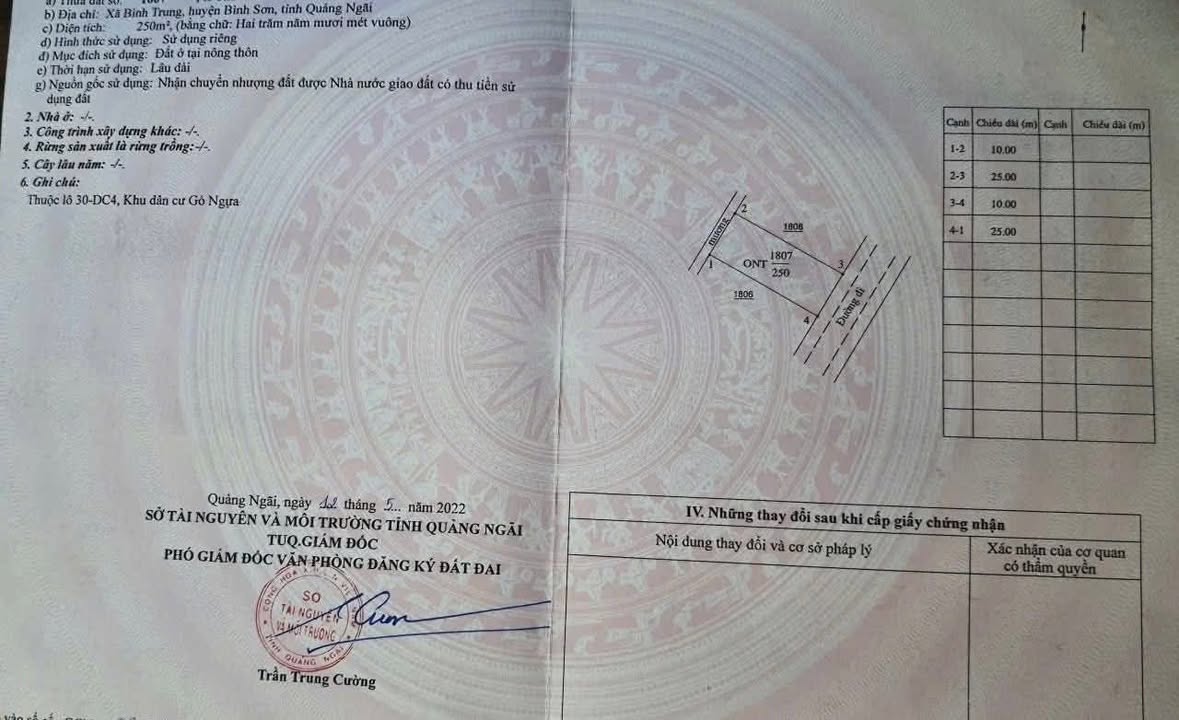 a) Thửa đất số: 1807
b) Địa chỉ: Xã Bình Trung, huyện Bình Sơn, tỉnh Quảng Ngãi
c) Diện tích: 250m², (bằng chữ: Hai trăm năm mươi mét vuông)
d) Hình thức sử dụng: Sử dụng riêng
đ) Mục đích sử dụng: Đất ở tại nông thôn
e) Thời hạn sử dụng: Lâu dài
g) Nguồn gốc sử dụng: Nhận chuyển nhượng đất được Nhà nước giao đất có thu tiền sử
dụng đất
2. Nhà ở: -/-.
3. Công trình xây dựng khác: -/-.
4. Rừng sản xuất là rừng trồng:-/-.
5. Cây lâu năm: -/-.
6. Ghi chú:
Thuộc lô 30-DC4, Khu dân cư Gò Ngựa
Cạnh Chiều dài (m) Cạnh Chiều dài (m)
1-2 10.00
2-3 25.00
3-4 10.00
4-1 25.00
mương
2
1808
1
ONT 1807
250
3
1806
4
Đường đi
Quảng Ngãi, ngày 12 tháng 5... năm 2022
SỞ TÀI NGUYÊN VÀ MÔI TRƯỜNG TỈNH QUẢNG NGÃI
TUQ.GIÁM ĐỐC
PHÓ GIÁM ĐỐC VĂN PHÒNG ĐĂNG KÝ ĐẤT ĐAI
SỞ
TÀI NGUYÊN
VÀ MÔI TRƯỜNG
TỈNH QUẢNG NGÃI
Trần Trung Cường
IV. Những thay đổi sau khi cấp giấy chứng nhận
Nội dung thay đổi và cơ sở pháp lý
Xác nhận của cơ quan
có thẩm quyền